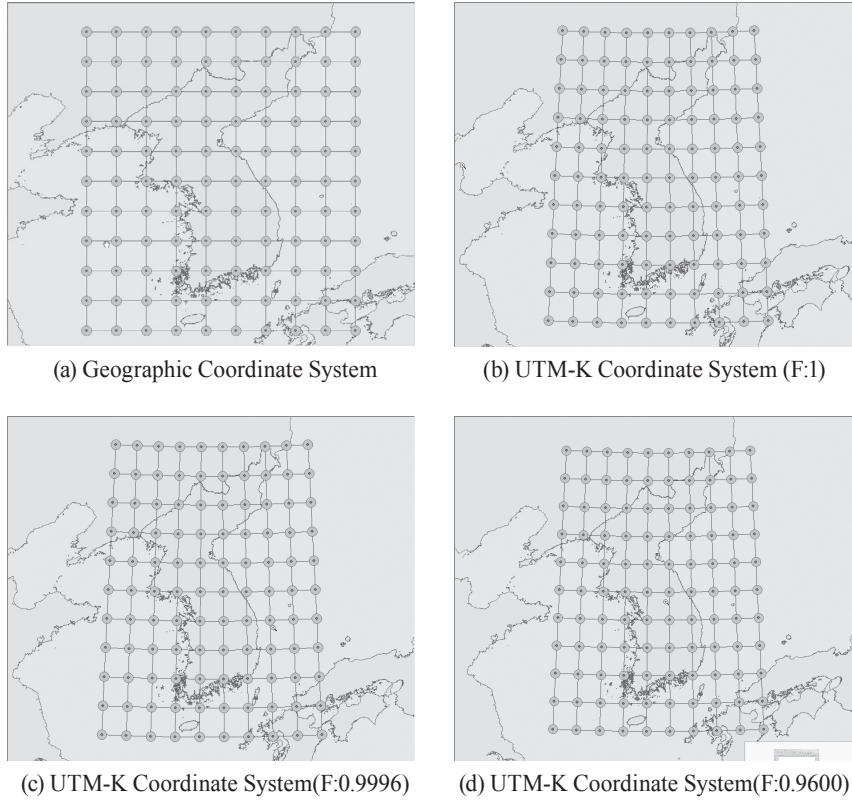 (a) Geographic Coordinate System
(b) UTM-K Coordinate System (F:1)
(c) UTM-K Coordinate System(F:0.9996)
(d) UTM-K Coordinate System(F:0.9600)